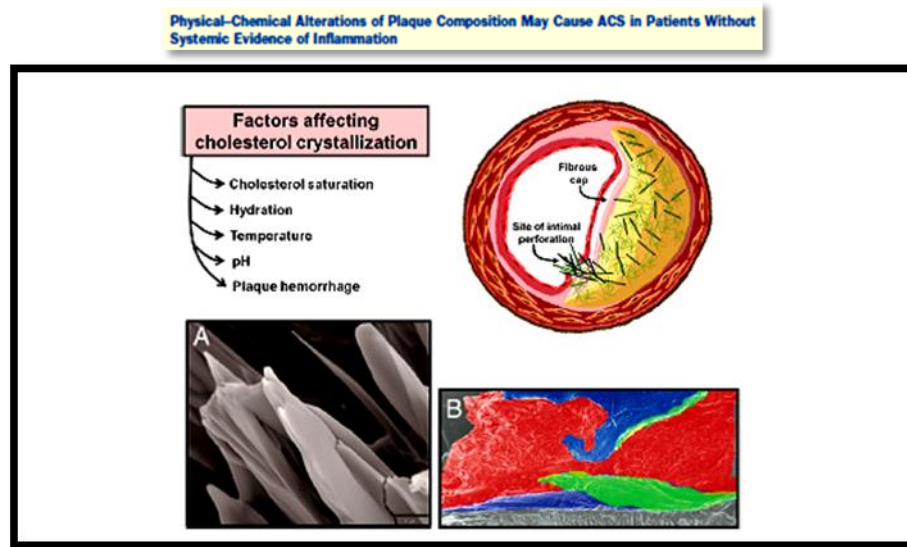 Physical–Chemical Alterations of Plaque Composition May Cause ACS in Patients Without
Systemic Evidence of Inflammation
Factors affecting
cholesterol crystallization
Cholesterol saturation
Hydration
Temperature
pH
Plaque hemorrhage
Fibrous
cap
Site of intimal
perforation
A
B